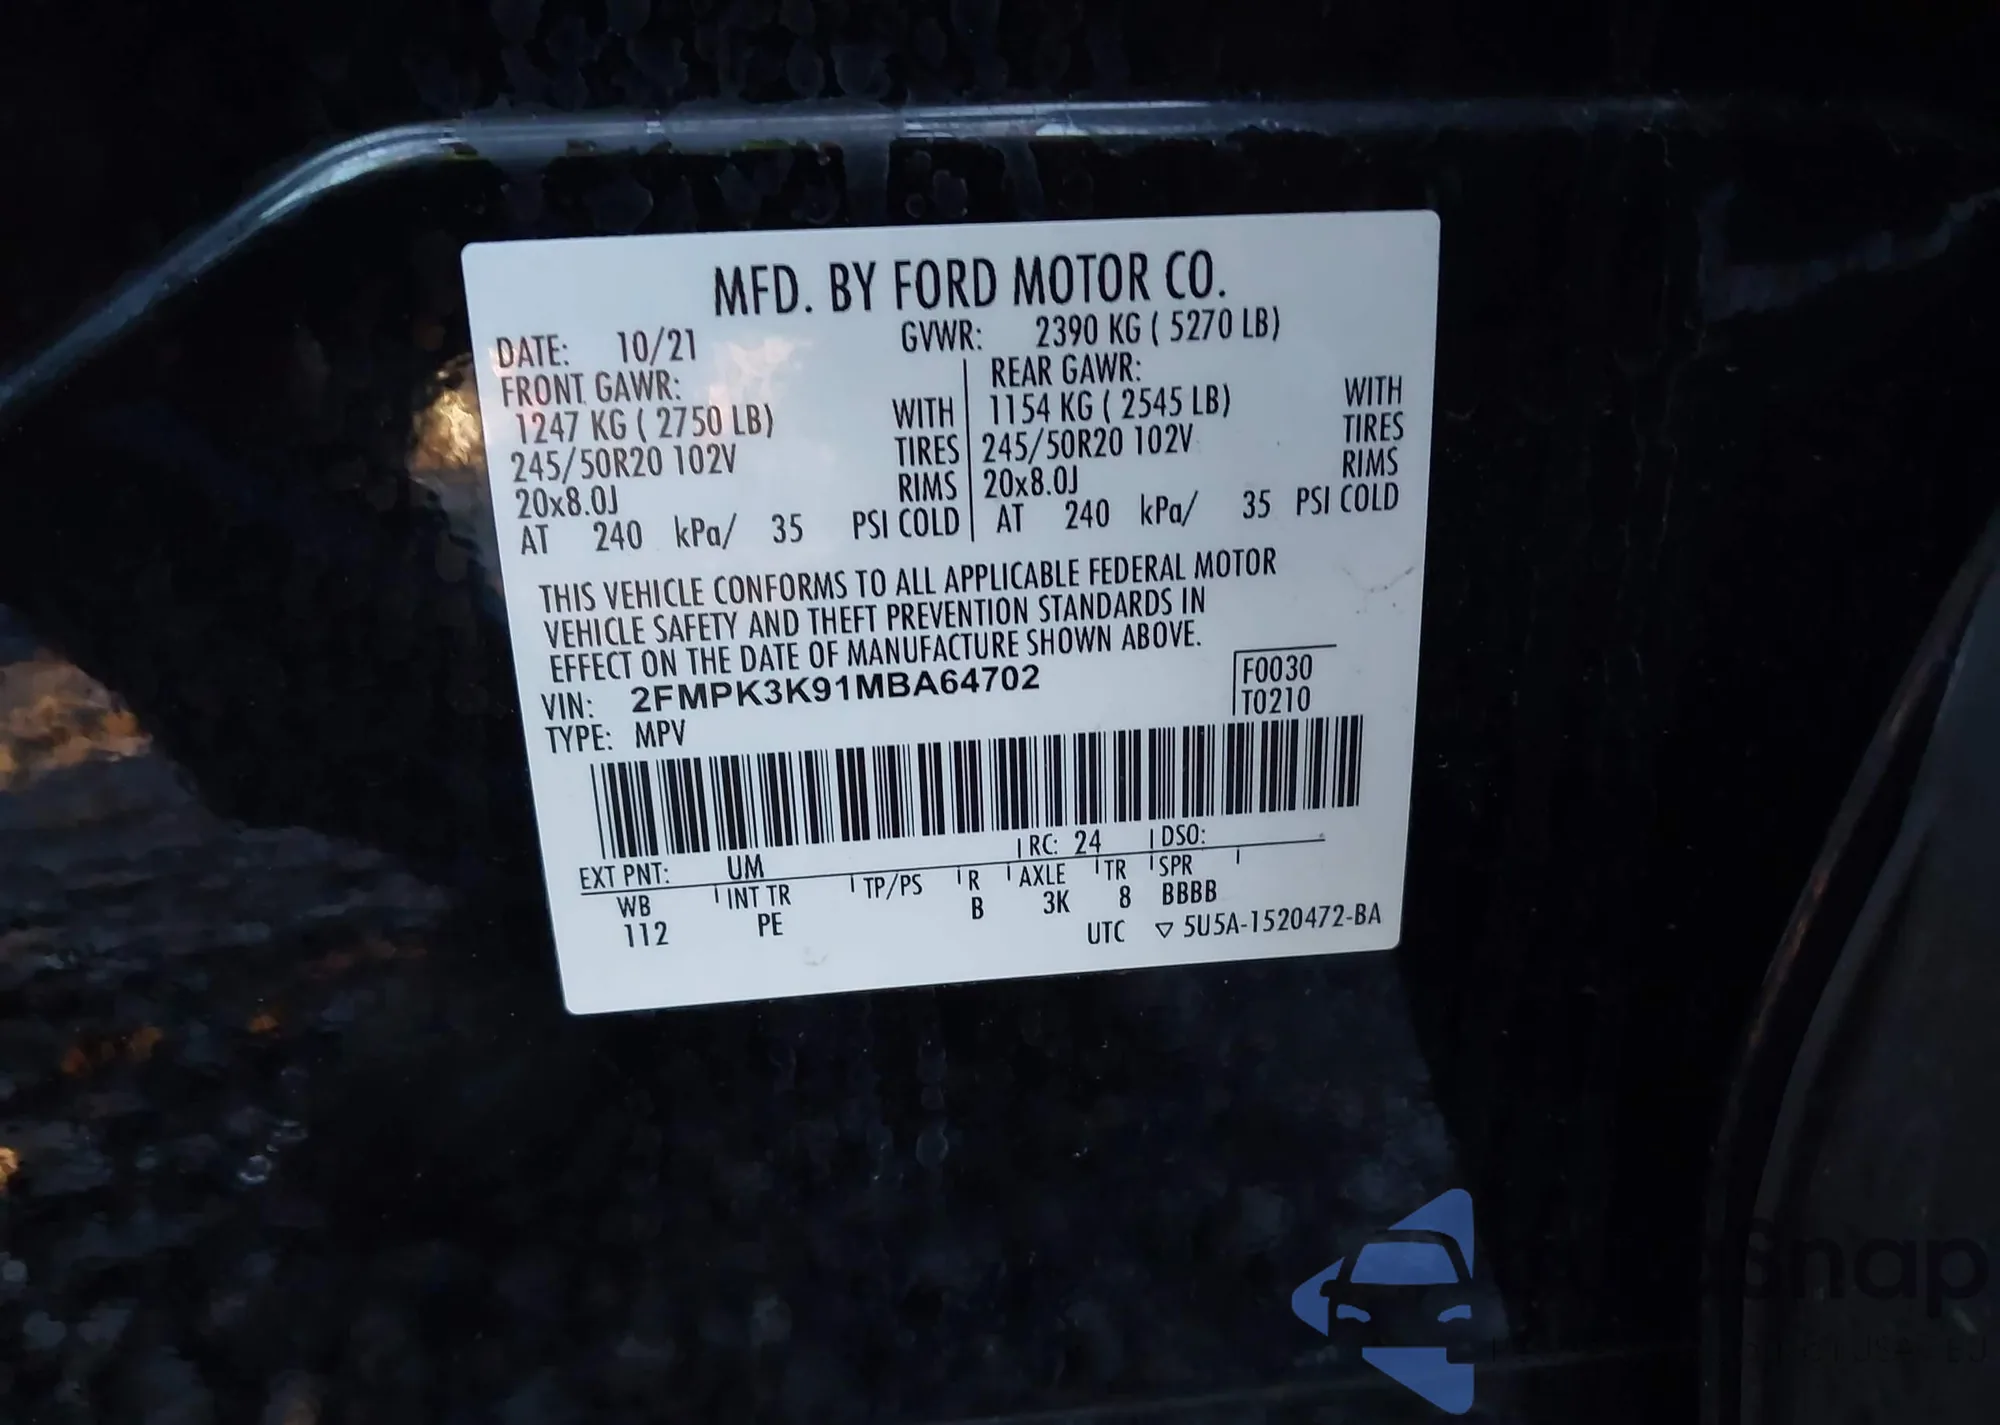 MFD. BY FORD MOTOR CO.
DATE: 10/21 GVWR: 2390 KG ( 5270 LB)
FRONT GAWR: REAR GAWR:
1247 KG ( 2750 LB) WITH 1154 KG ( 2545 LB) WITH
245/50R20 102V TIRES 245/50R20 102V TIRES
20x8.0J RIMS 20x8.0J RIMS
AT 240 kPa/ 35 PSI COLD AT 240 kPa/ 35 PSI COLD
THIS VEHICLE CONFORMS TO ALL APPLICABLE FEDERAL MOTOR
VEHICLE SAFETY AND THEFT PREVENTION STANDARDS IN
EFFECT ON THE DATE OF MANUFACTURE SHOWN ABOVE.
VIN: 2FMPK3K91MBA64702 F0030
TYPE: MPV T0210
EXT PNT: UM RC: 24 DSO:
WB INT TR TP/PS R AXLE TR SPR
112 PE B 3K 8 BBBB
UTC ▽ 5U5A-1520472-BA
Snap